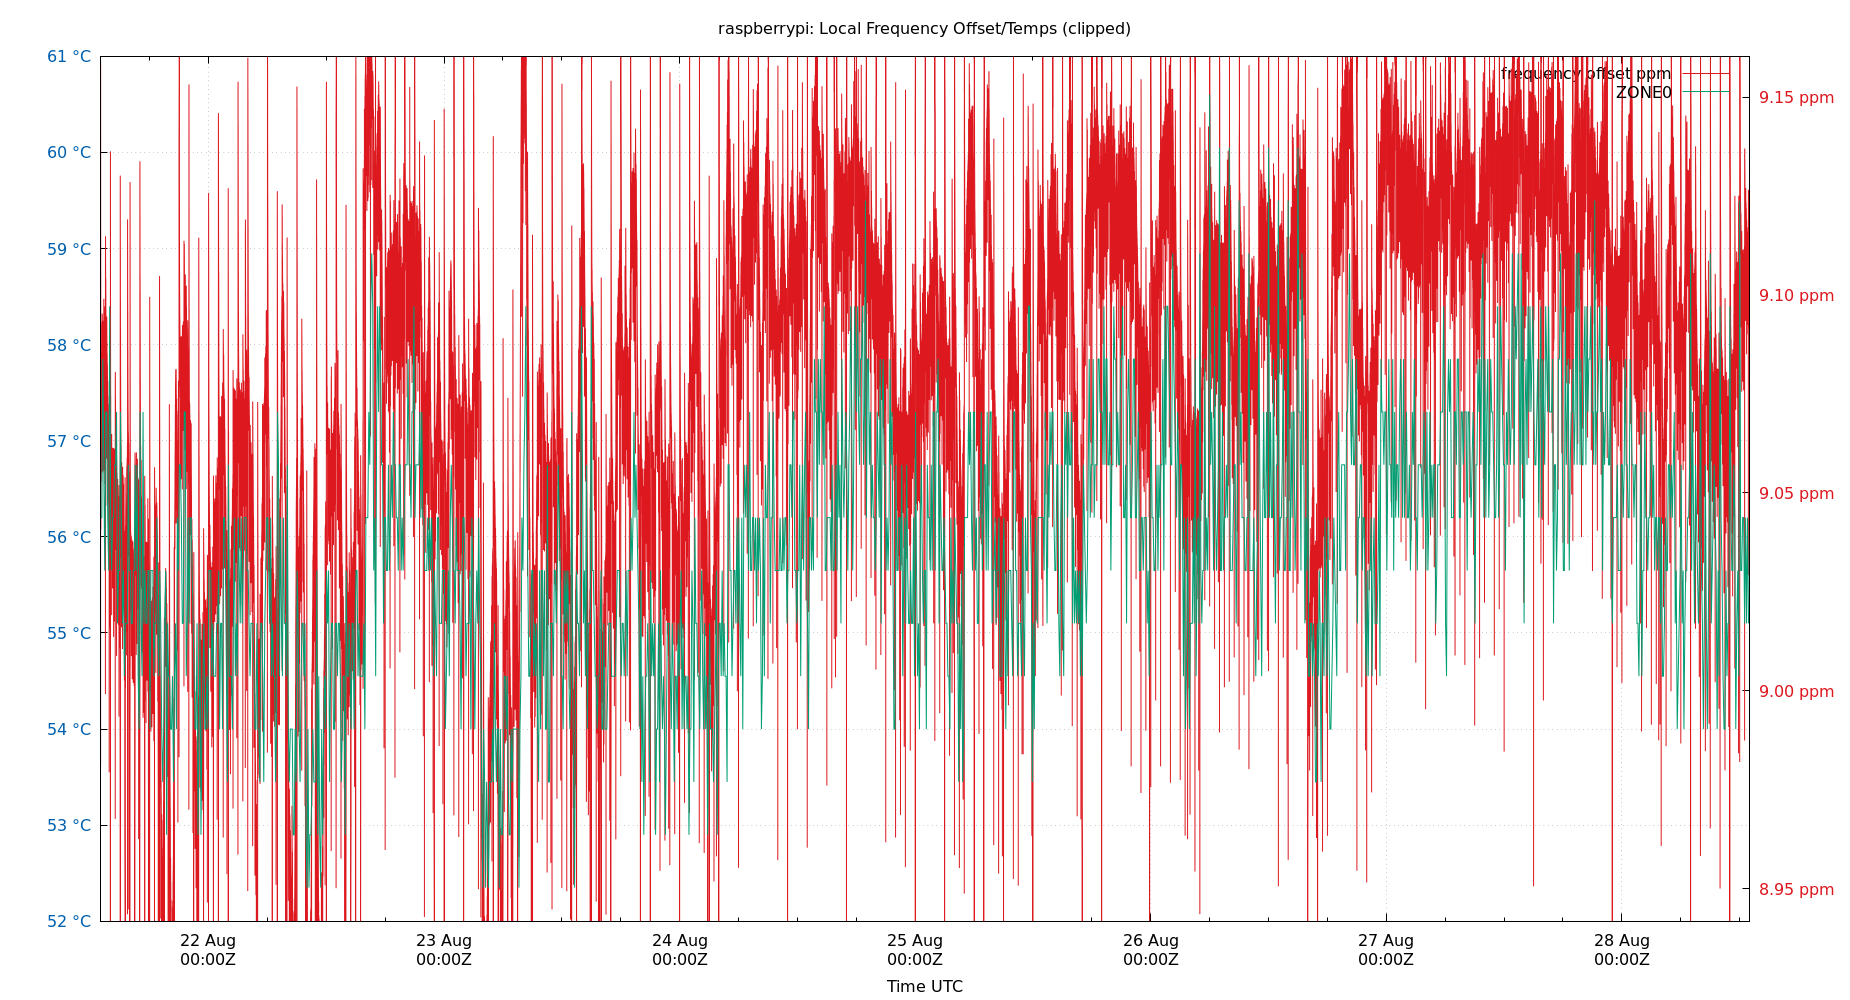 raspberrypi: Local Frequency Offset/Temps (clipped)
61 °C
60 °C
59 °C
58 °C
57 °C
56 °C
55 °C
54 °C
53 °C
52 °C
frequency offset ppm
ZONE0
9.15 ppm
9.10 ppm
9.05 ppm
9.00 ppm
8.95 ppm
22 Aug
00:00Z
23 Aug
00:00Z
24 Aug
00:00Z
25 Aug
00:00Z
26 Aug
00:00Z
27 Aug
00:00Z
28 Aug
00:00Z
Time UTC